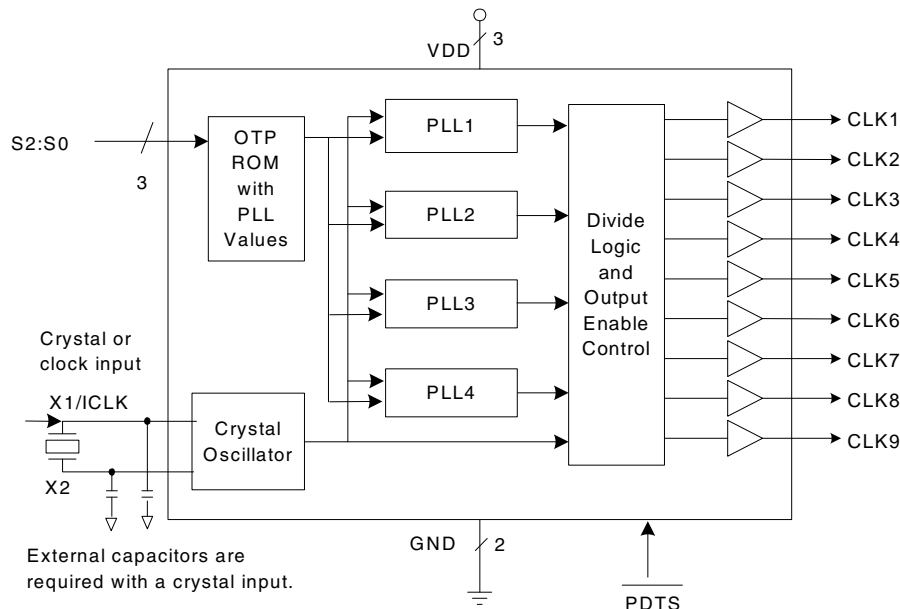 VDD
3
S2:S0
3
OTP
ROM
with
PLL
Values
PLL1
PLL2
PLL3
PLL4
Divide
Logic
and
Output
Enable
Control
CLK1
CLK2
CLK3
CLK4
CLK5
CLK6
CLK7
CLK8
CLK9
Crystal or
clock input
X1/ICLK
X2
Crystal
Oscillator
External capacitors are
required with a crystal input.
GND
2
PDTS